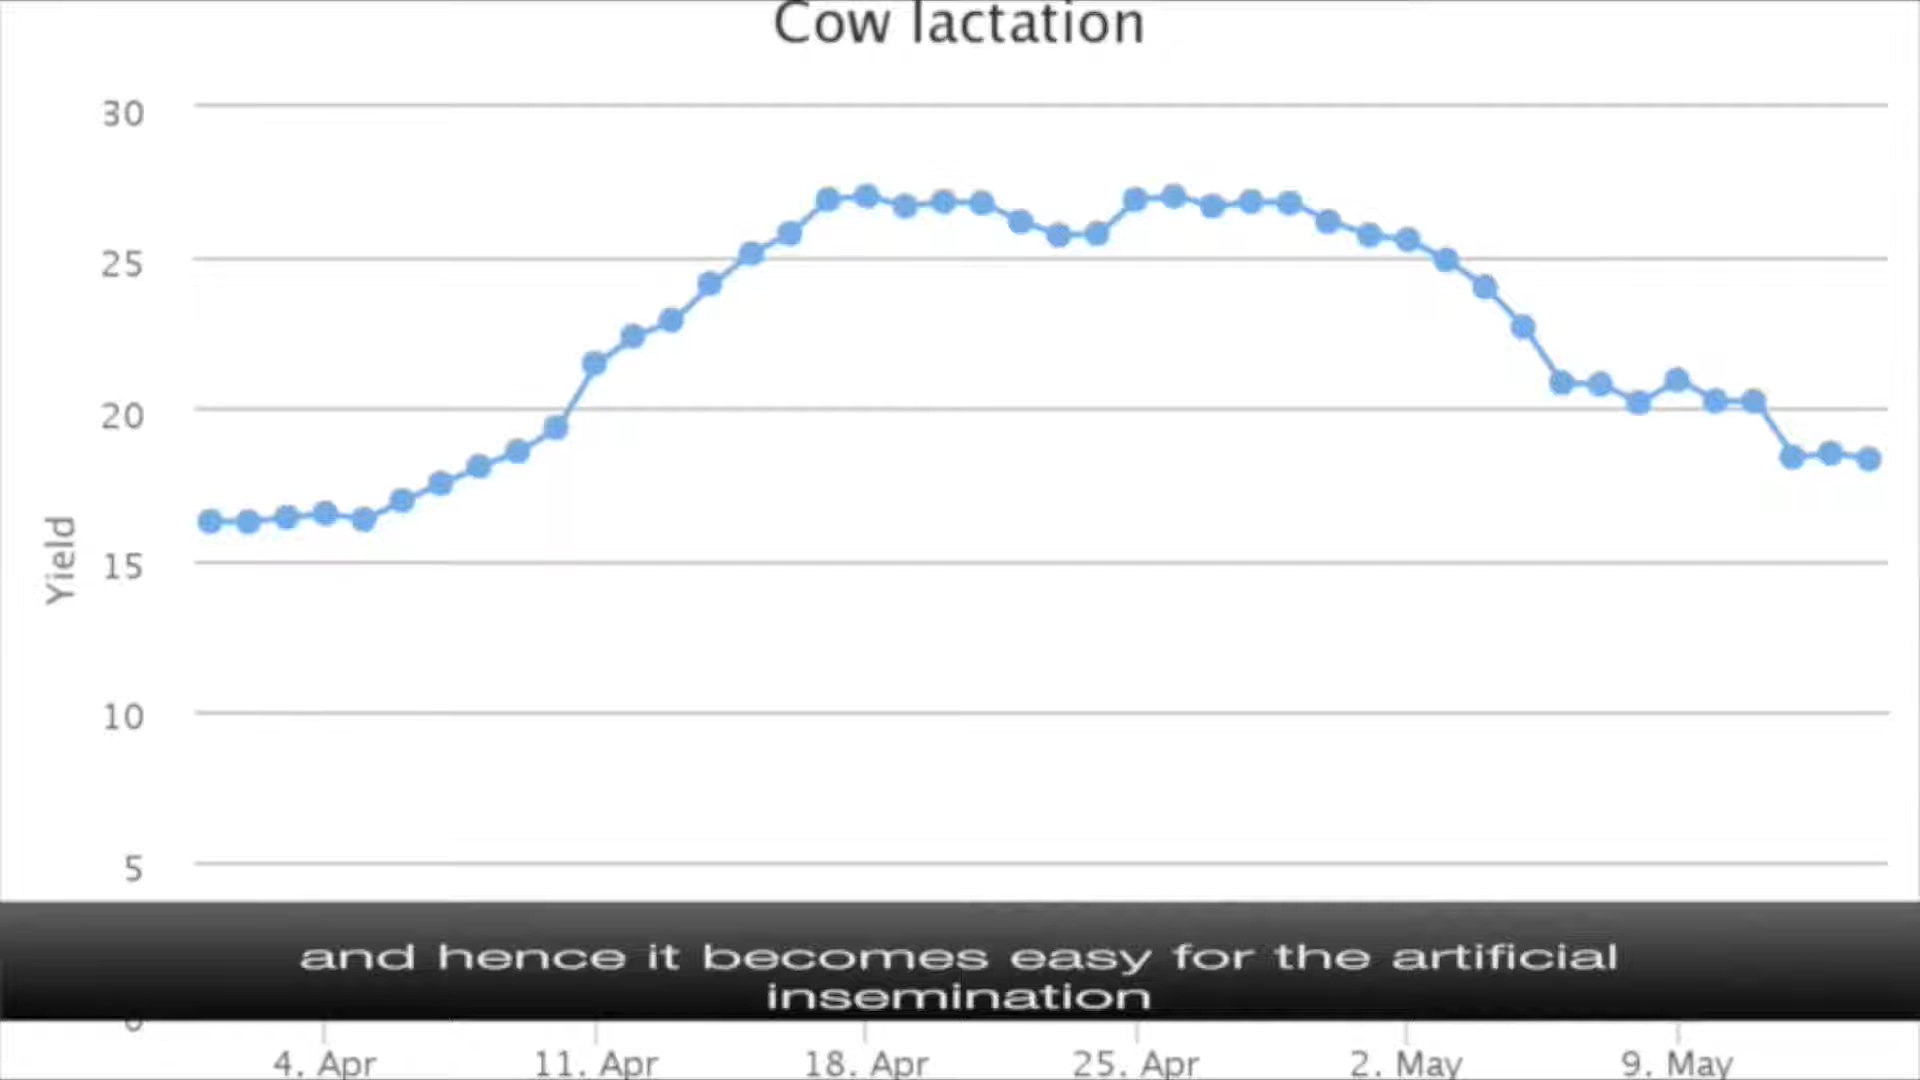 Cow lactation
30
25
20
15
10
5
0
Yield
and hence it becomes easy for the artificial
insemination
4. Apr
11. Apr
18. Apr
25. Apr
2. May
9. May